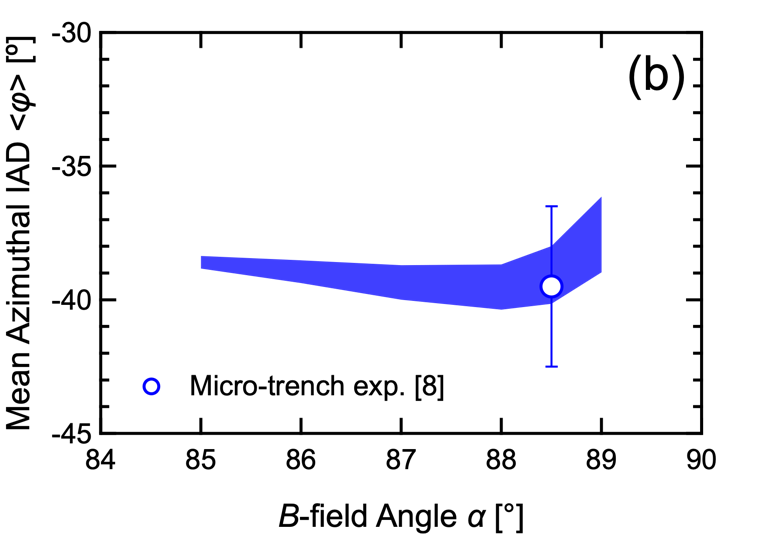 Mean Azimuthal IAD <φ> [º]
-30
-35
-40
-45
(b)
Micro-trench exp. [8]
84 85 86 87 88 89 90
B-field Angle α [°]